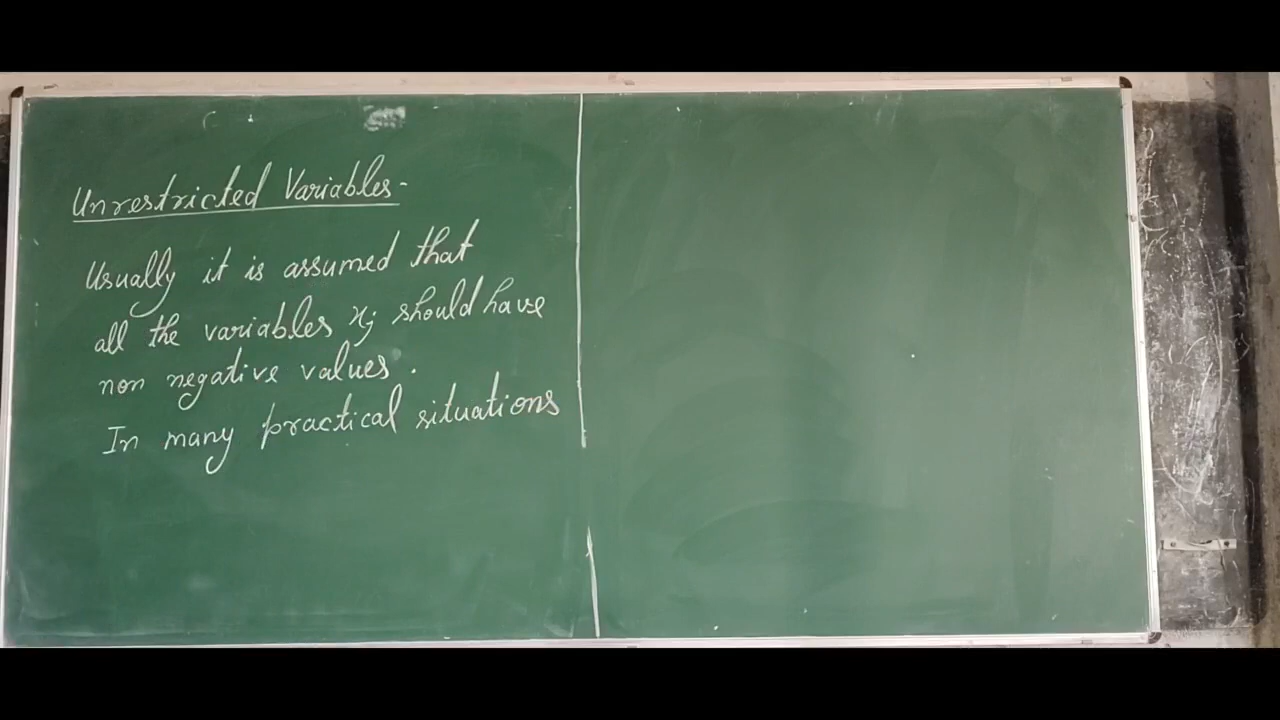 Unrestricted Variables-
Usually it is assumed that
all the variables xj should have
non negative values.
In many practical situations